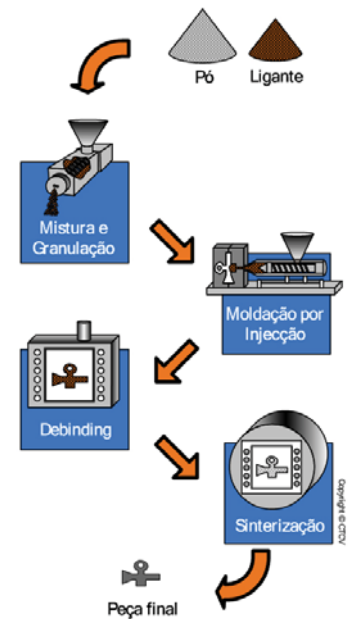 Pó
Ligante
Mistura e
Granulação
Moldação por
Injecção
Debinding
Sinterização
Copyright © CTCV
Peça final